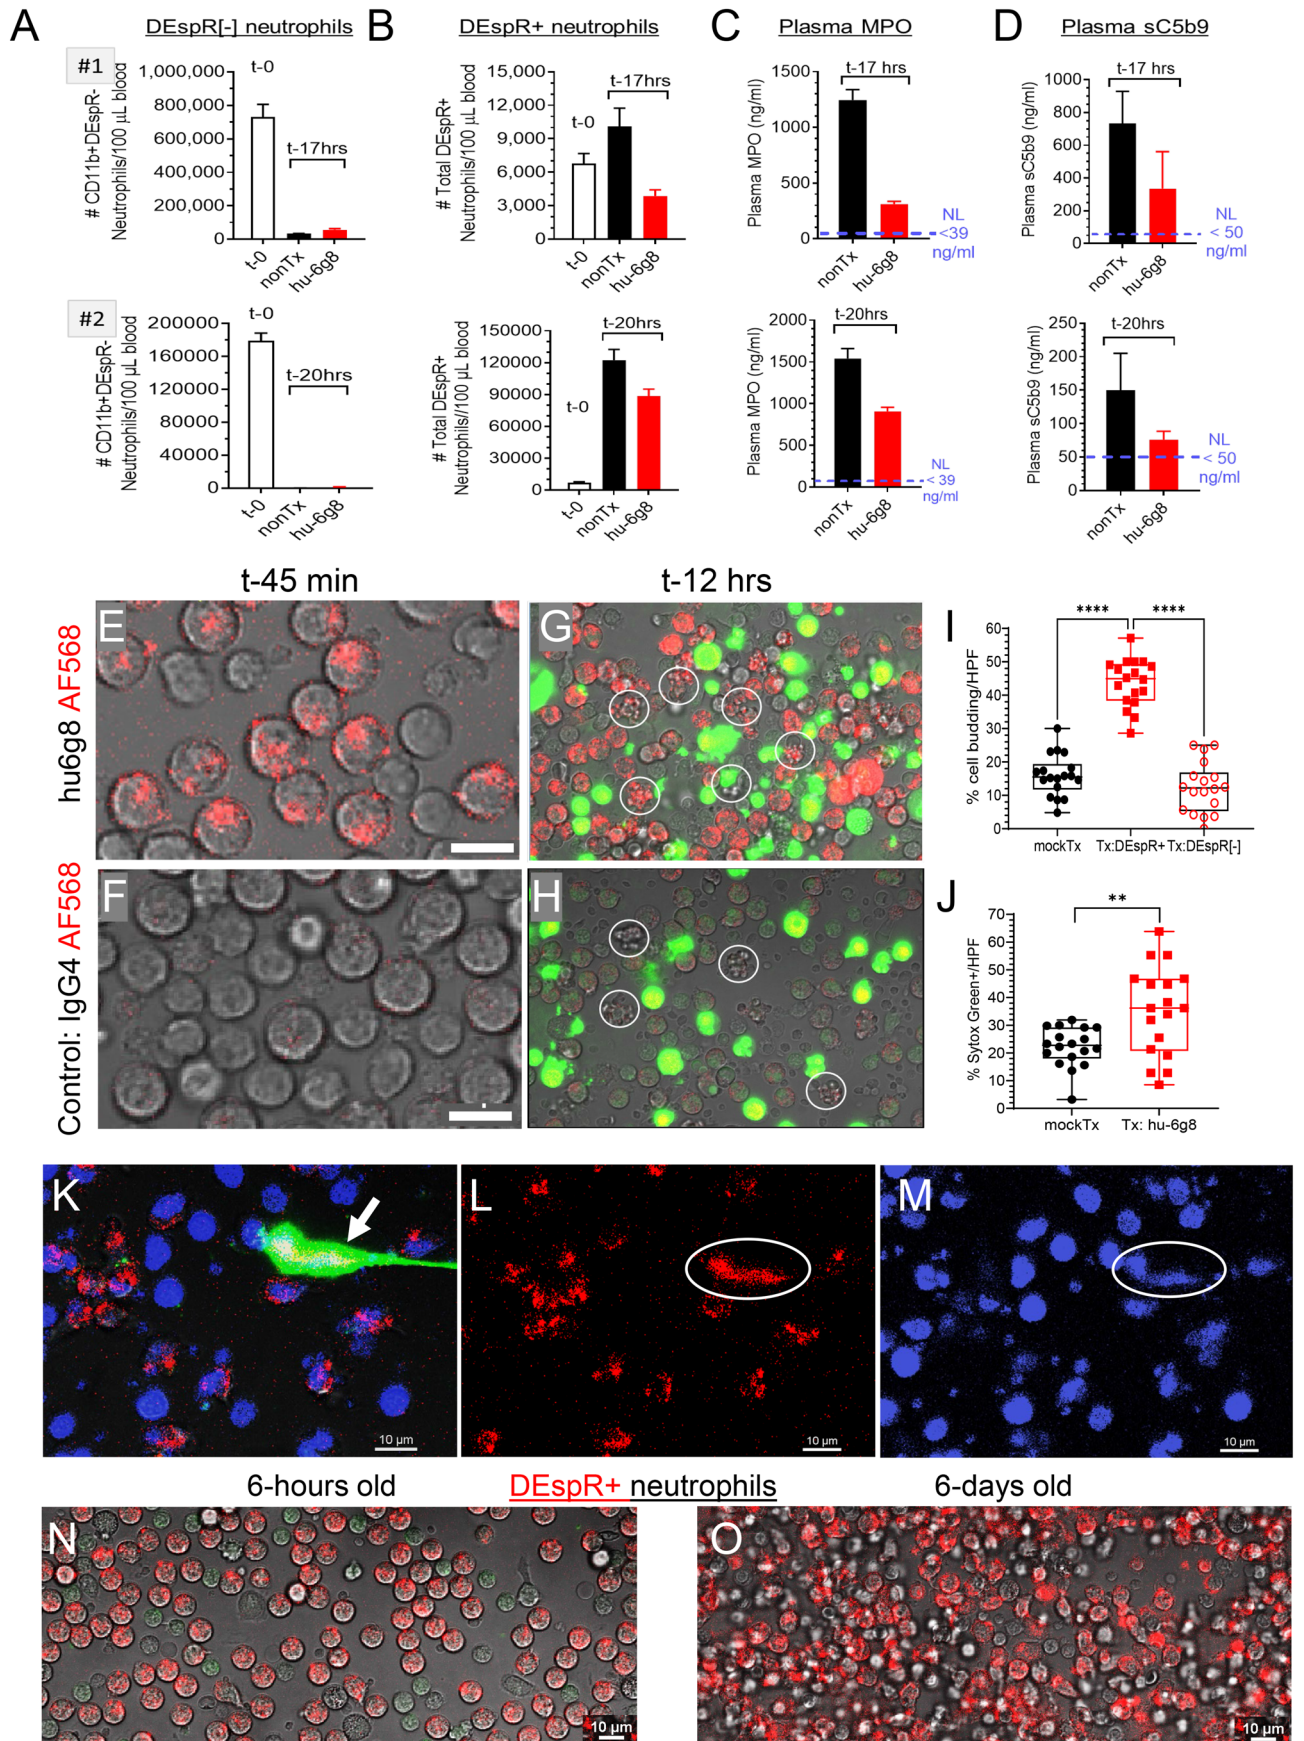 A
DEspR[-] neutrophils
B
DEspR+ neutrophils
C
Plasma MPO
D
Plasma sC5b9
#1
# CD11b+DEspR-
Neutrophils/100 µL blood
1,000,000
800,000
600,000
400,000
200,000
0
t-0
t-17hrs
t-0
nonTx
hu-6g8
# Total DEspR+
Neutrophils/100 µL blood
15,000
12,000
9,000
6,000
3,000
0
t-0
t-17hrs
t-0
nonTx
hu-6g8
Plasma MPO (ng/ml)
1500
1000
500
0
t-17 hrs
NL
<39
ng/ml
nonTx
hu-6g8
Plasma sC5b9 (ng/ml)
1000
800
600
400
200
0
t-17 hrs
NL
< 50
ng/ml
nonTx
hu-6g8
#2
# CD11b+DEspR-
Neutrophils/100 µL blood
200000
160000
120000
80000
40000
0
t-0
t-20hrs
t-0
nonTx
hu-6g8
# Total DEspR+
Neutrophils//100 µL blood
150000
120000
90000
60000
30000
0
t-0
t-20hrs
t-0
nonTx
hu-6g8
Plasma MPO (ng/ml)
2000
1500
1000
500
0
t-20hrs
NL
< 39
ng/ml
nonTx
hu-6g8
Plasma sC5b9 (ng/ml)
250
200
150
100
50
0
t-20hrs
NL
< 50
ng/ml
nonTx
hu-6g8
t-45 min
t-12 hrs
hu6g8 AF568
E
G
Control: IgG4 AF568
F
H
I
% cell budding/HPF
60
50
40
30
20
10
0
**** ****
mockTx Tx:DEspR+ Tx:DEspR[-]
J
% Sytox Green+/HPF
70
60
50
40
30
20
10
0
**
mockTx Tx: hu-6g8
K
10 µm
L
10 µm
M
10 µm
6-hours old
DEspR+ neutrophils
6-days old
N
10 µm
O
10 µm